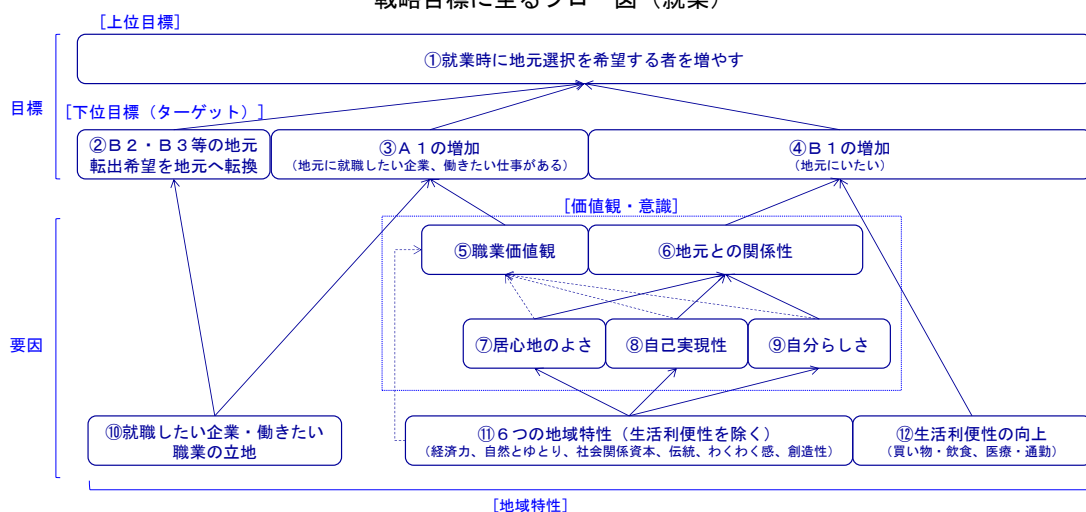 戦略目標に至るフロー図（就業）
[上位目標]
①就業時に地元選択を希望する者を増やす
目標
[下位目標（ターゲット）]
②Ｂ２・Ｂ３等の地元
転出希望を地元へ転換
③Ａ１の増加
（地元に就職したい企業、働きたい仕事がある）
④Ｂ１の増加
（地元にいたい）
[価値観・意識]
⑤職業価値観
⑥地元との関係性
要因
⑦居心地のよさ
⑧自己実現性
⑨自分らしさ
⑩就職したい企業・働きたい
職業の立地
⑪６つの地域特性（生活利便性を除く）
（経済力、自然とゆとり、社会関係資本、伝統、わくわく感、創造性）
⑫生活利便性の向上
（買い物・飲食、医療・通勤）
[地域特性]